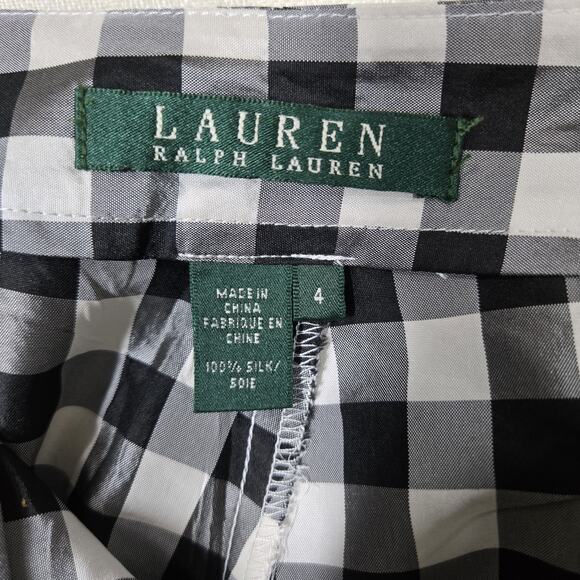 LAUREN
RALPH LAUREN
4
MADE IN
CHINA
FABRIQUE EN
CHINE
100% SILK/
SOIE